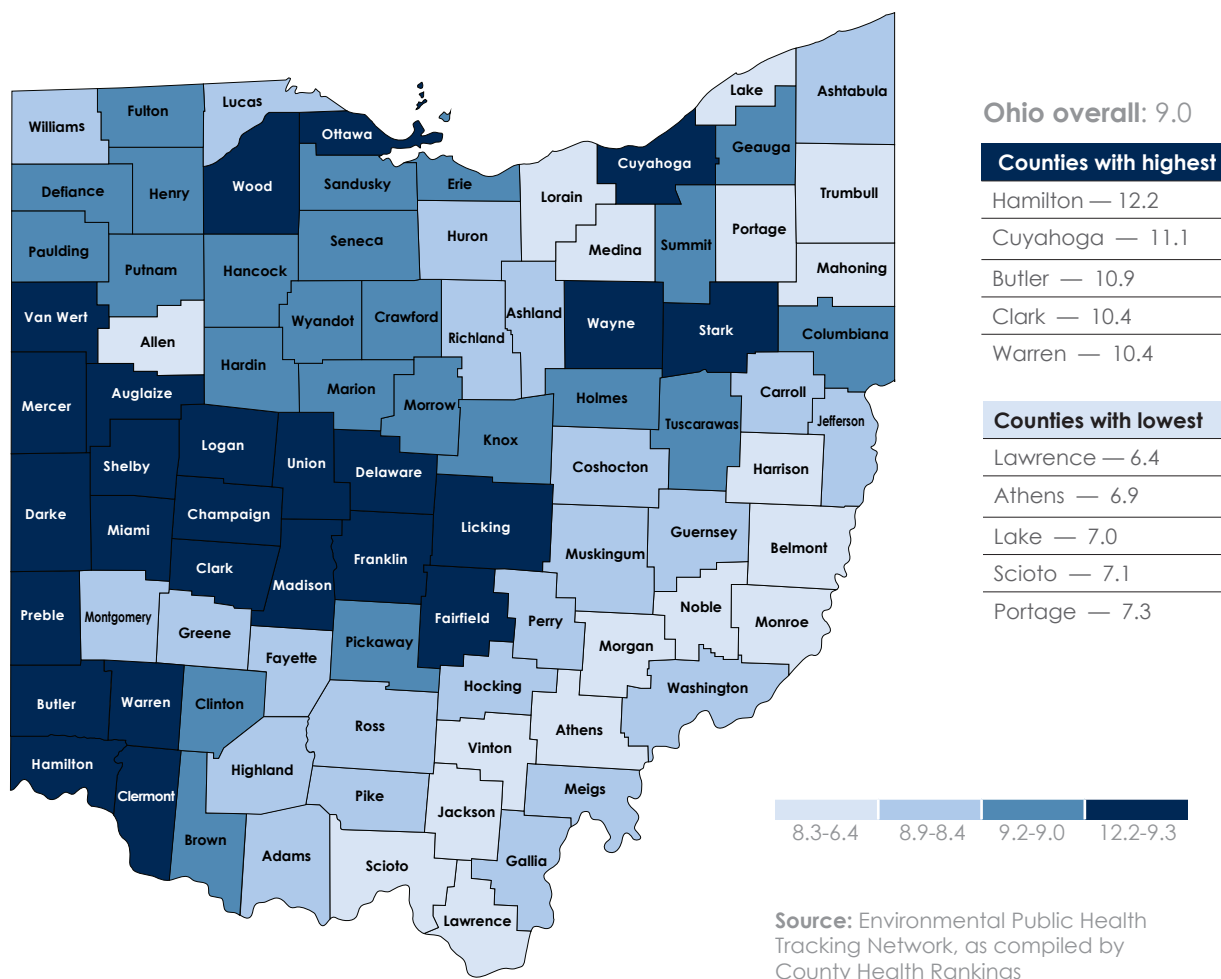 Lake
Ashtabula
Lucas
Fulton
Williams
Ottawa
Geauga
Cuyahoga
Wood
Sandusky
Erie
Defiance
Henry
Trumbull
Lorain
Portage
Seneca
Huron
Medina
Summit
Paulding
Putnam
Hancock
Mahoning
Van Wert
Wyandot
Crawford
Ashland
Wayne
Stark
Columbiana
Allen
Richland
Hardin
Marion
Auglaize
Carroll
Mercer
Morrow
Holmes
Jefferson
Tuscarawas
Knox
Logan
Union
Shelby
Delaware
Coshocton
Harrison
Darke
Champaign
Miami
Licking
Guernsey
Belmont
Muskingum
Franklin
Clark
Madison
Noble
Preble
Montgomery
Fairfield
Perry
Monroe
Greene
Pickaway
Morgan
Fayette
Hocking
Washington
Butler
Warren
Clinton
Ross
Athens
Vinton
Hamilton
Highland
Clermont
Pike
Meigs
Jackson
Brown
Adams
Scioto
Gallia
Lawrence
Ohio overall: 9.0
Counties with highest
Hamilton — 12.2
Cuyahoga — 11.1
Butler — 10.9
Clark — 10.4
Warren — 10.4
Counties with lowest
Lawrence — 6.4
Athens — 6.9
Lake — 7.0
Scioto — 7.1
Portage — 7.3
8.3-6.4 8.9-8.4 9.2-9.0 12.2-9.3
Source: Environmental Public Health
Tracking Network, as compiled by
County Health Rankings